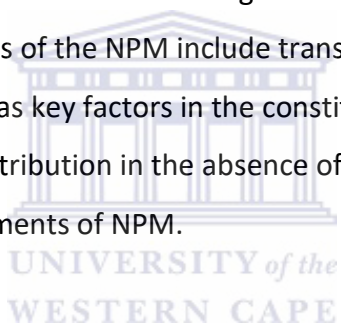 s of the NPM include trans
as key factors in the constit
tribution in the absence of
ments of NPM.
UNIVERSITY of the
WESTERN CAPE